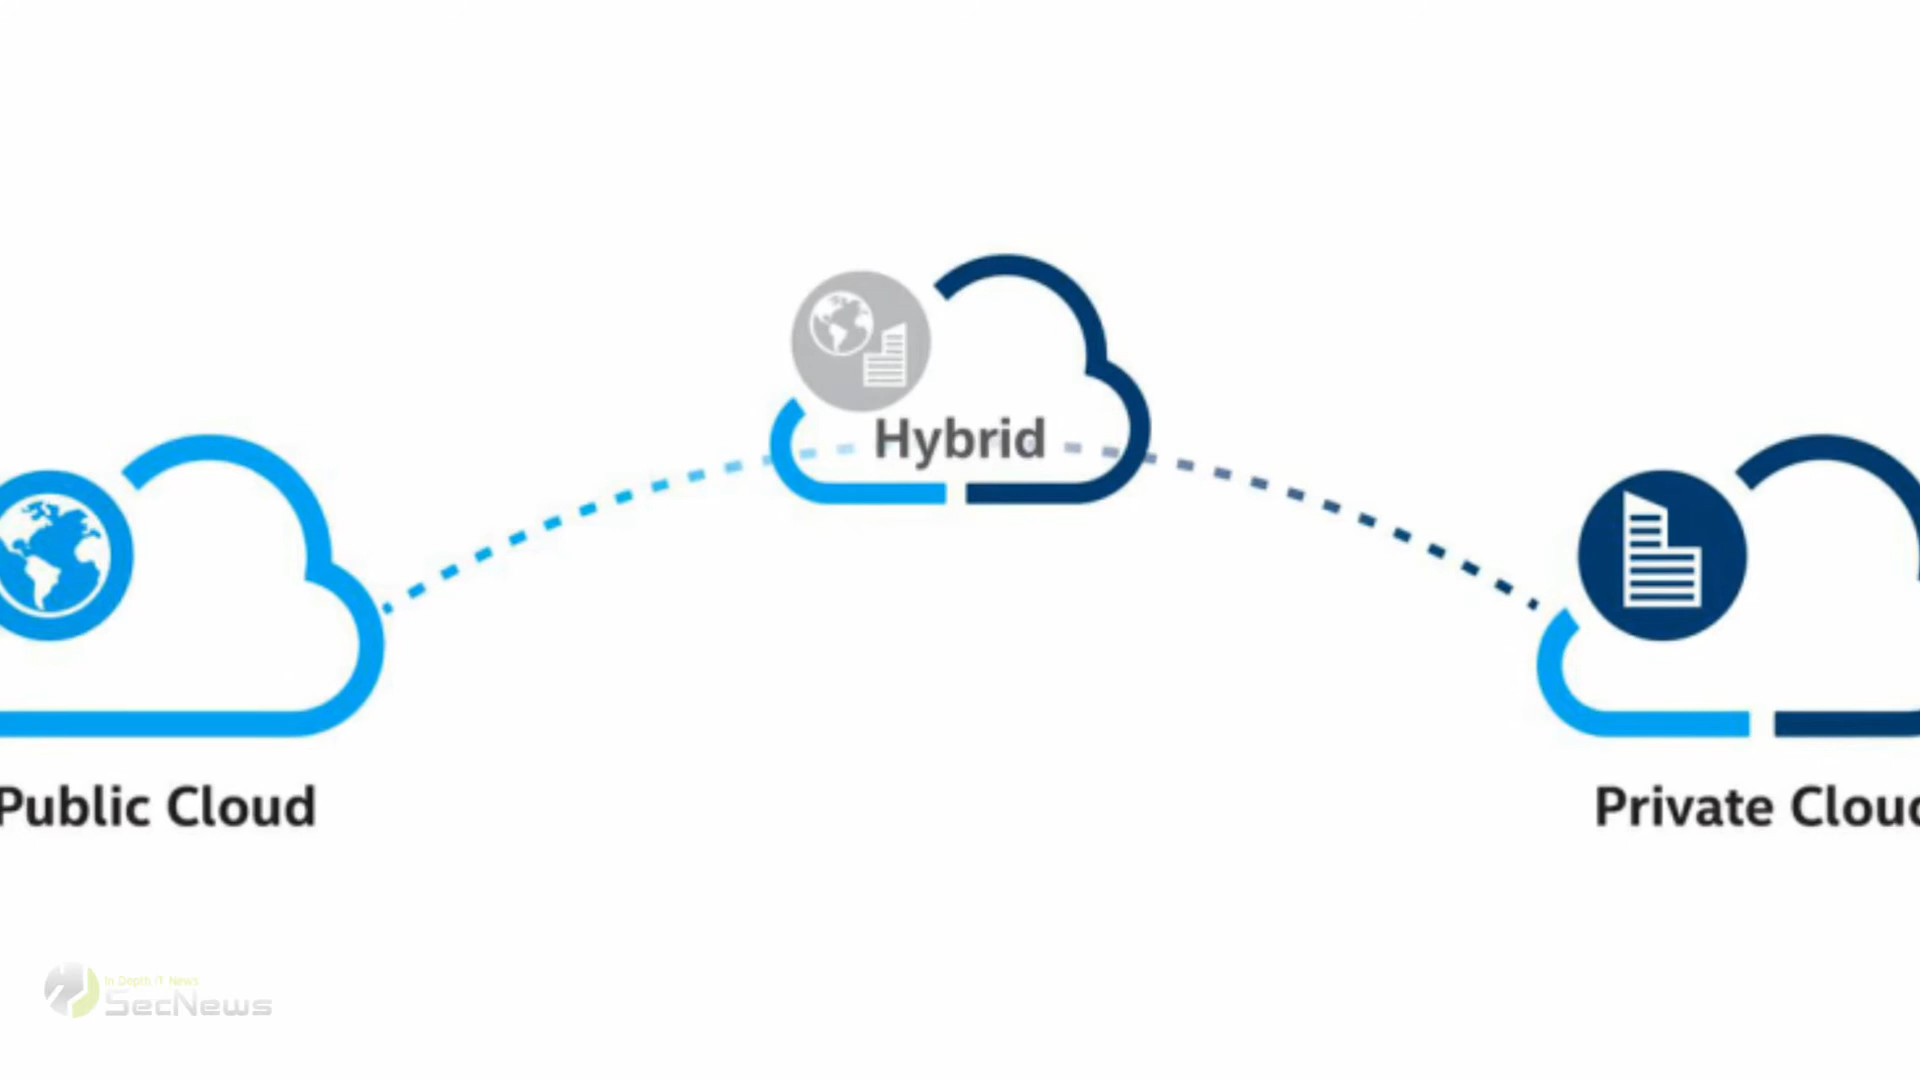 Hybrid
Public Cloud
Private Cloud
In Depth IT News
SecNews